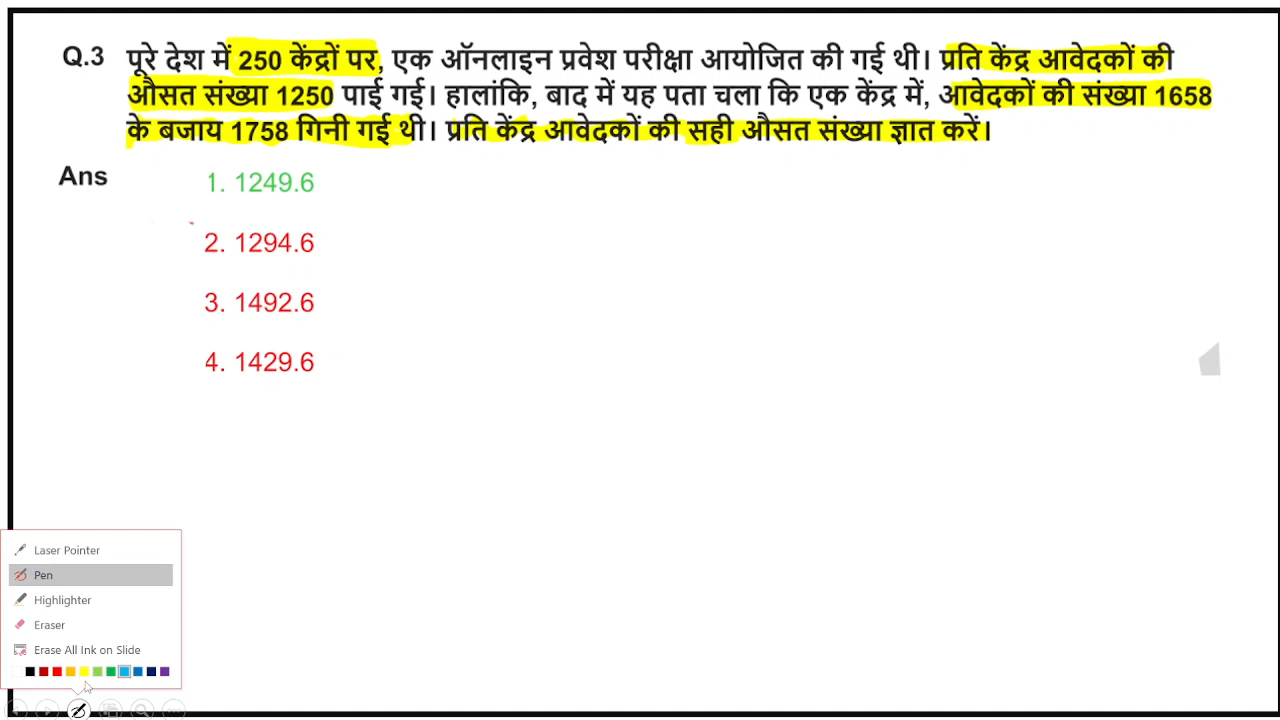 Q.3 पूरे देश में 250 केंद्रों पर, एक ऑनलाइन प्रवेश परीक्षा आयोजित की गई थी। प्रति केंद्र आवेदकों की
औसत संख्या 1250 पाई गई। हालांकि, बाद में यह पता चला कि एक केंद्र में, आवेदकों की संख्या 1658
के बजाय 1758 गिनी गई थी। प्रति केंद्र आवेदकों की सही औसत संख्या ज्ञात करें।
Ans 1. 1249.6
2. 1294.6
3. 1492.6
4. 1429.6
Laser Pointer
Pen
Highlighter
Eraser
Erase All Ink on Slide